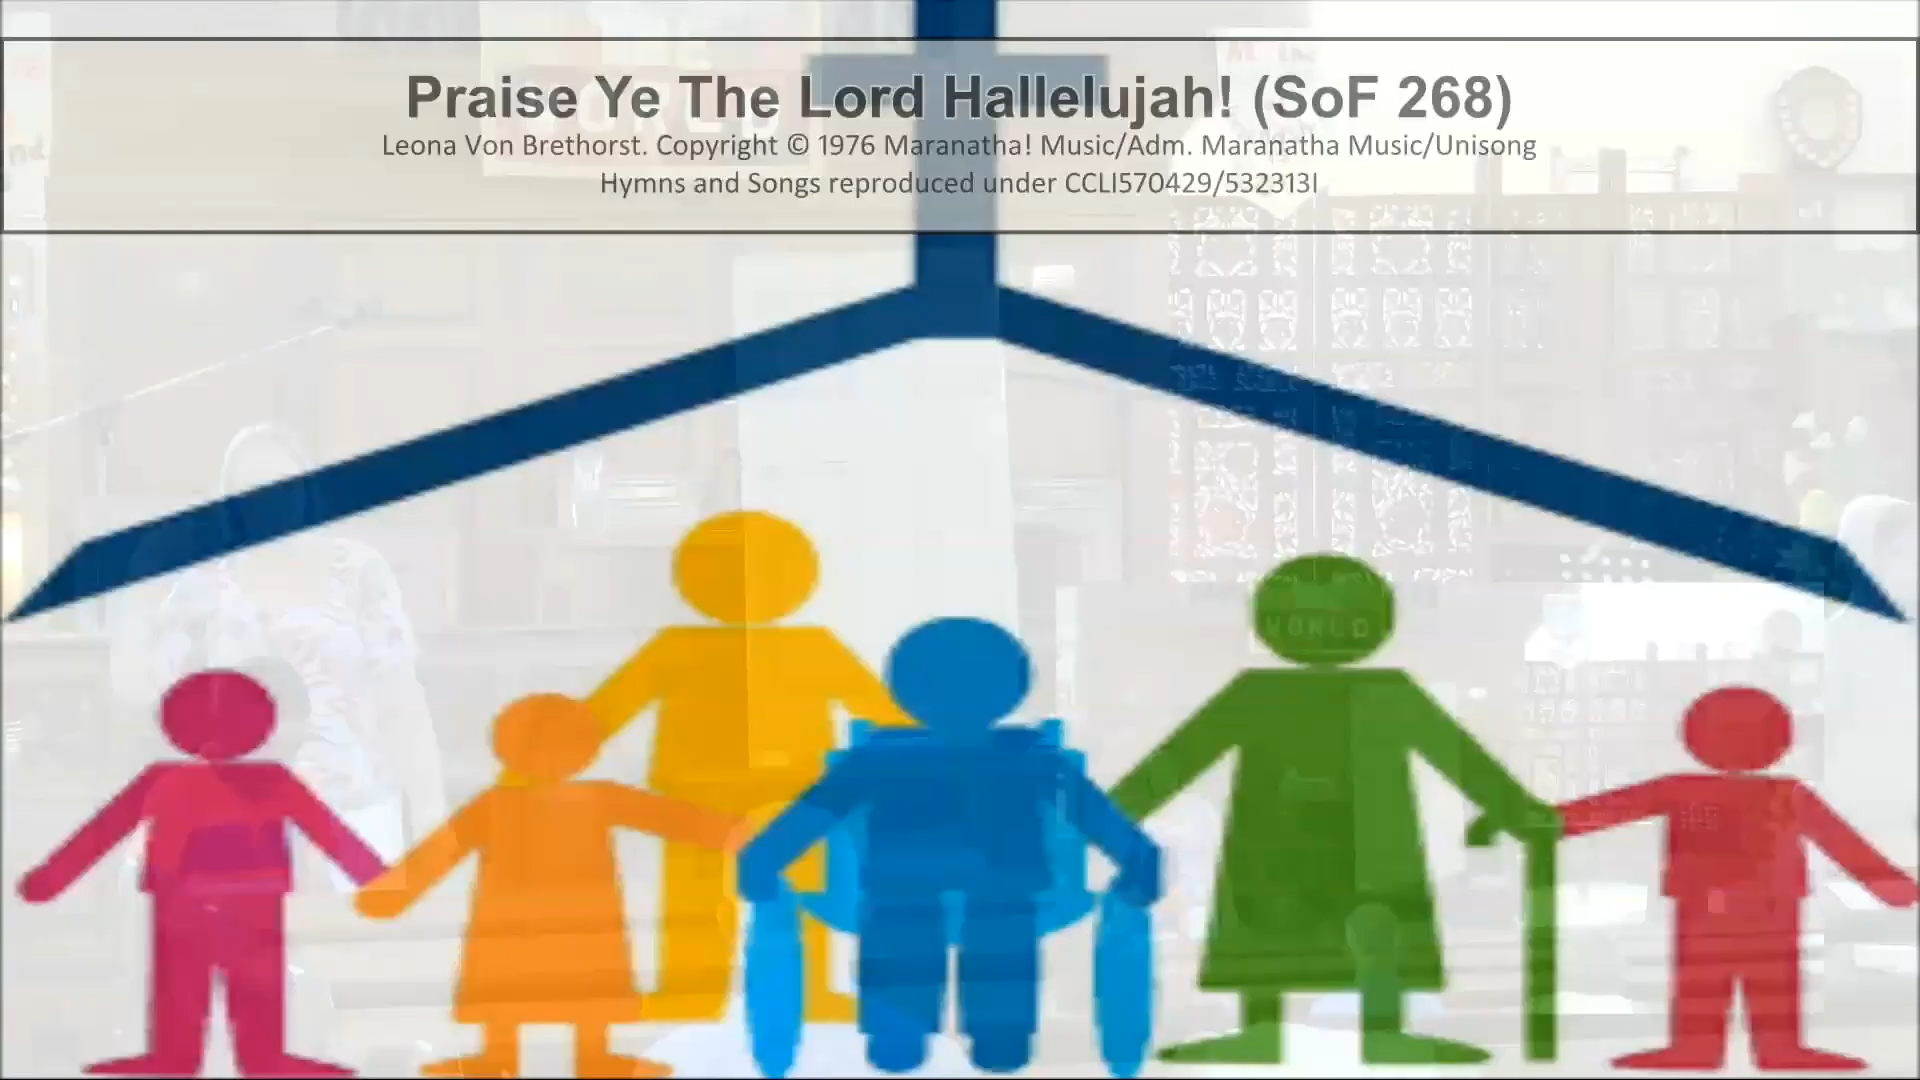 Praise Ye The Lord Hallelujah! (SoF 268)
Leona Von Brethorst. Copyright © 1976 Maranatha! Music/Adm. Maranatha Music/Unisong
Hymns and Songs reproduced under CCLI570429/532313I
WORLD